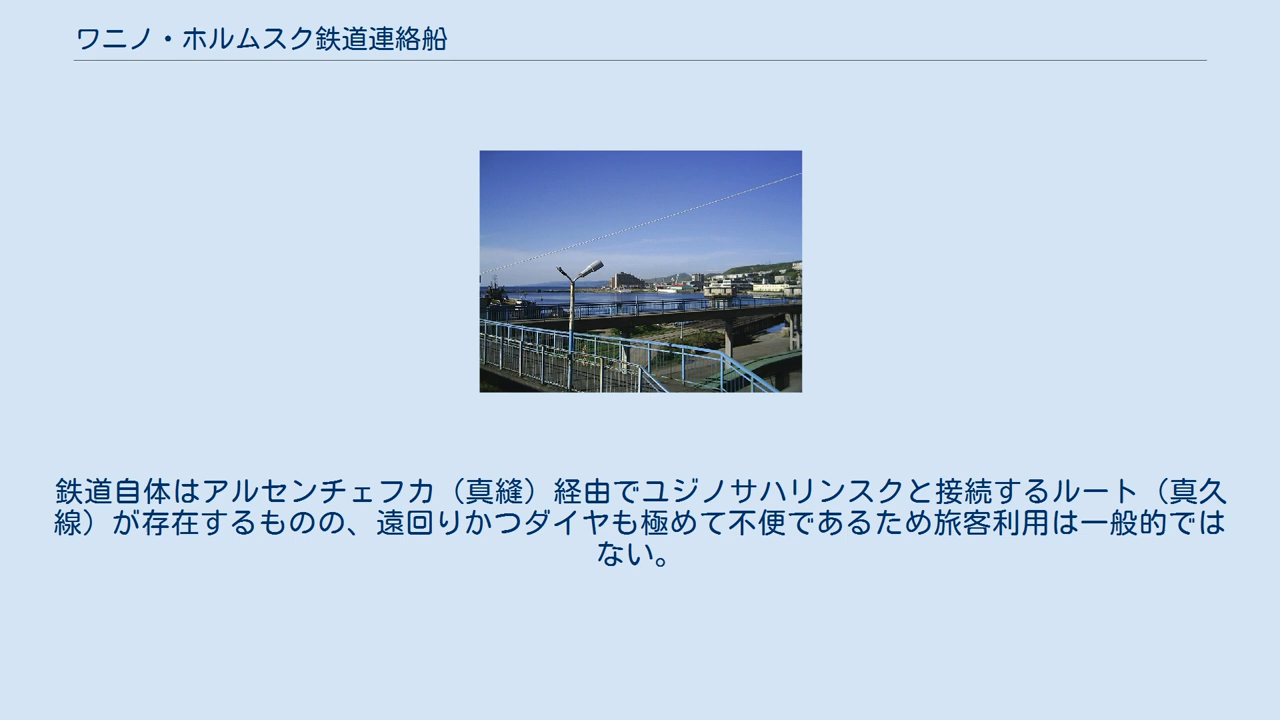 ワニノ・ホルムスク鉄道連絡船
鉄道自体はアルセンチェフカ（真縫）経由でユジノサハリンスクと接続するルート（真久
線）が存在するものの、遠回りかつダイヤも極めて不便であるため旅客利用は一般的では
ない。